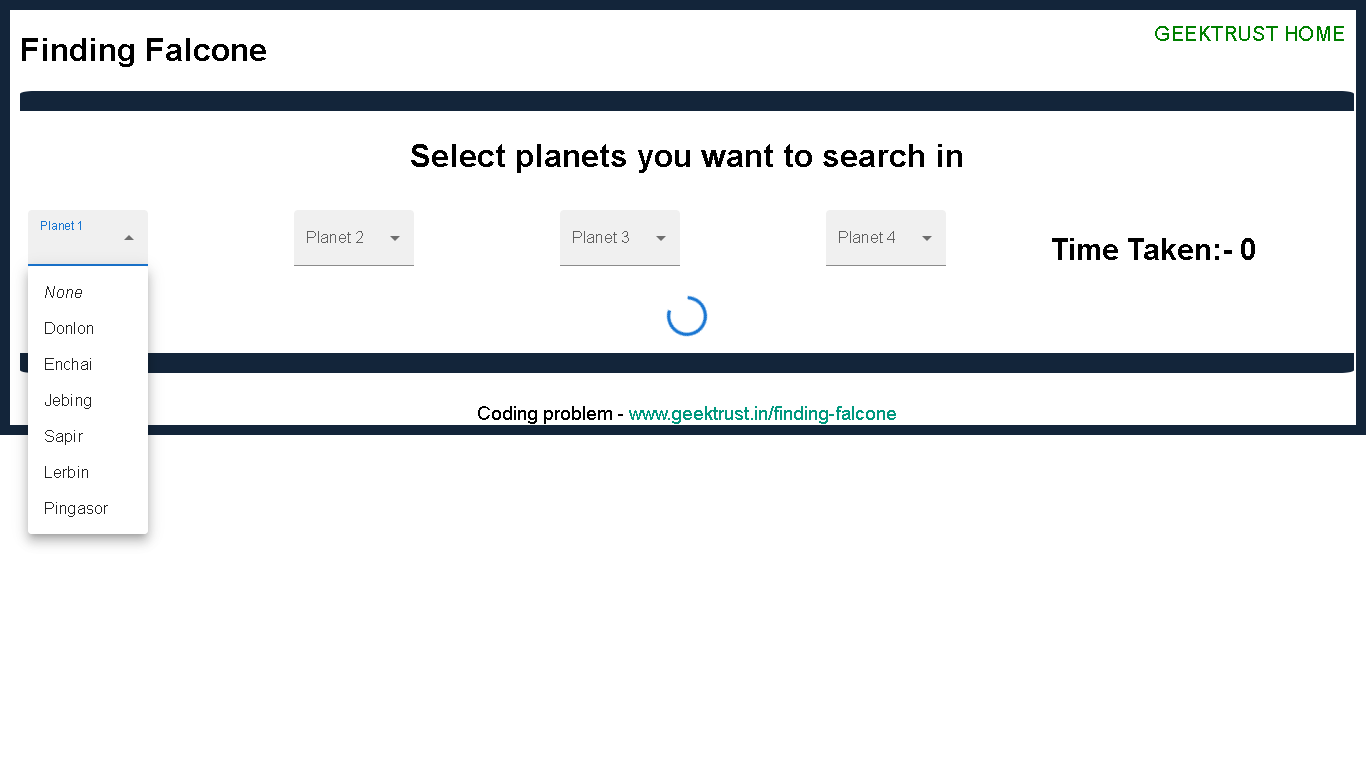 Finding Falcone
GEEKTRUST HOME
Select planets you want to search in
Planet 1
Planet 2
Planet 3
Planet 4
Time Taken:- 0
None
Donlon
Enchai
Jebing
Sapir
Lerbin
Pingasor
Coding problem - www.geektrust.in/finding-falcone